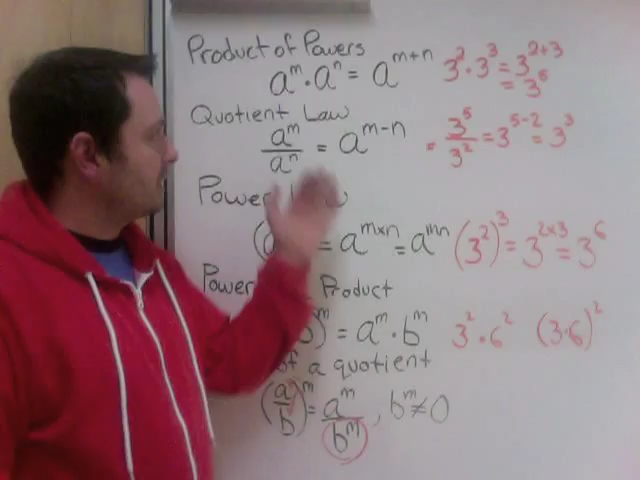 Product of Powers
a^m · a^n = a^{m+n} 3^2 · 3^3 = 3^{2+3}
= 3^5
Quotient Law
a^m/a^n = a^{m-n} = 3^5/3^2 = 3^{5-2} = 3^3
Power
( = a^{m×n} = a^{mn} (3^2)^3 = 3^{2×3} = 3^6
Power Product
)^m = a^m · b^m 3^2 · 6^2 (3·6)^2
of a quotient
(a/b)^m = a^m/b^m , b^m ≠ 0